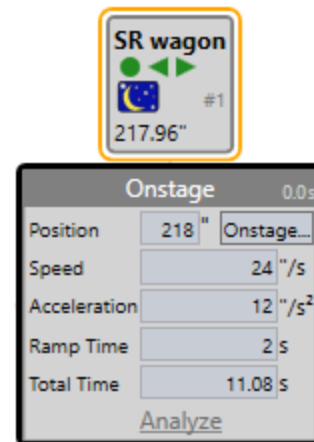 SR wagon
#1
217.96"
Onstage 0.0s
Position 218 " Onstage...
Speed 24 "/s
Acceleration 12 "/s²
Ramp Time 2 s
Total Time 11.08 s
Analyze